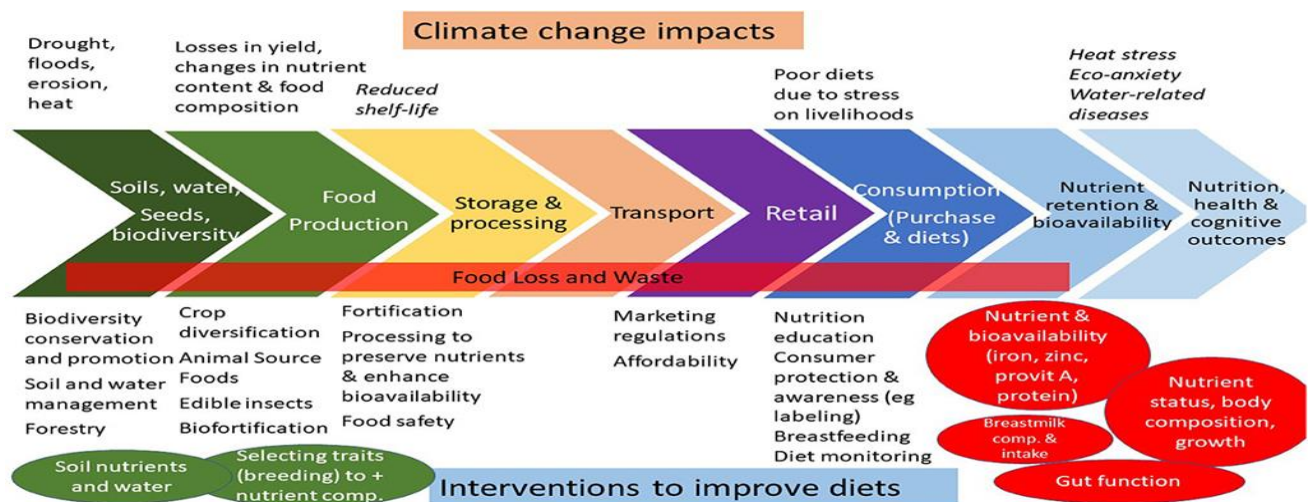 Climate change impacts
Drought,
floods,
erosion,
heat
Losses in yield,
changes in nutrient
content & food
composition
Reduced
shelf-life
Poor diets
due to stress
on livelihoods
Heat stress
Eco-anxiety
Water-related
diseases
Soils, water,
Seeds,
biodiversity
Food
Production
Storage &
processing
Transport
Retail
Consumption
(Purchase
& diets)
Nutrient
retention &
bioavailability
Nutrition,
health &
cognitive
outcomes
Food Loss and Waste
Biodiversity
conservation
and promotion
Soil and water
management
Forestry
Crop
diversification
Animal Source
Foods
Edible insects
Biofortification
Fortification
Processing to
preserve nutrients
& enhance
bioavailability
Food safety
Marketing
regulations
Affordability
Nutrition
education
Consumer
protection &
awareness (eg
labeling)
Breastfeeding
Diet monitoring
Nutrient &
bioavailability
(iron, zinc,
provit A,
protein)
Nutrient
status, body
composition,
growth
Breastmilk
comp. &
intake
Gut function
Soil nutrients
and water
Selecting traits
(breeding) to +
nutrient comp.
Interventions to improve diets